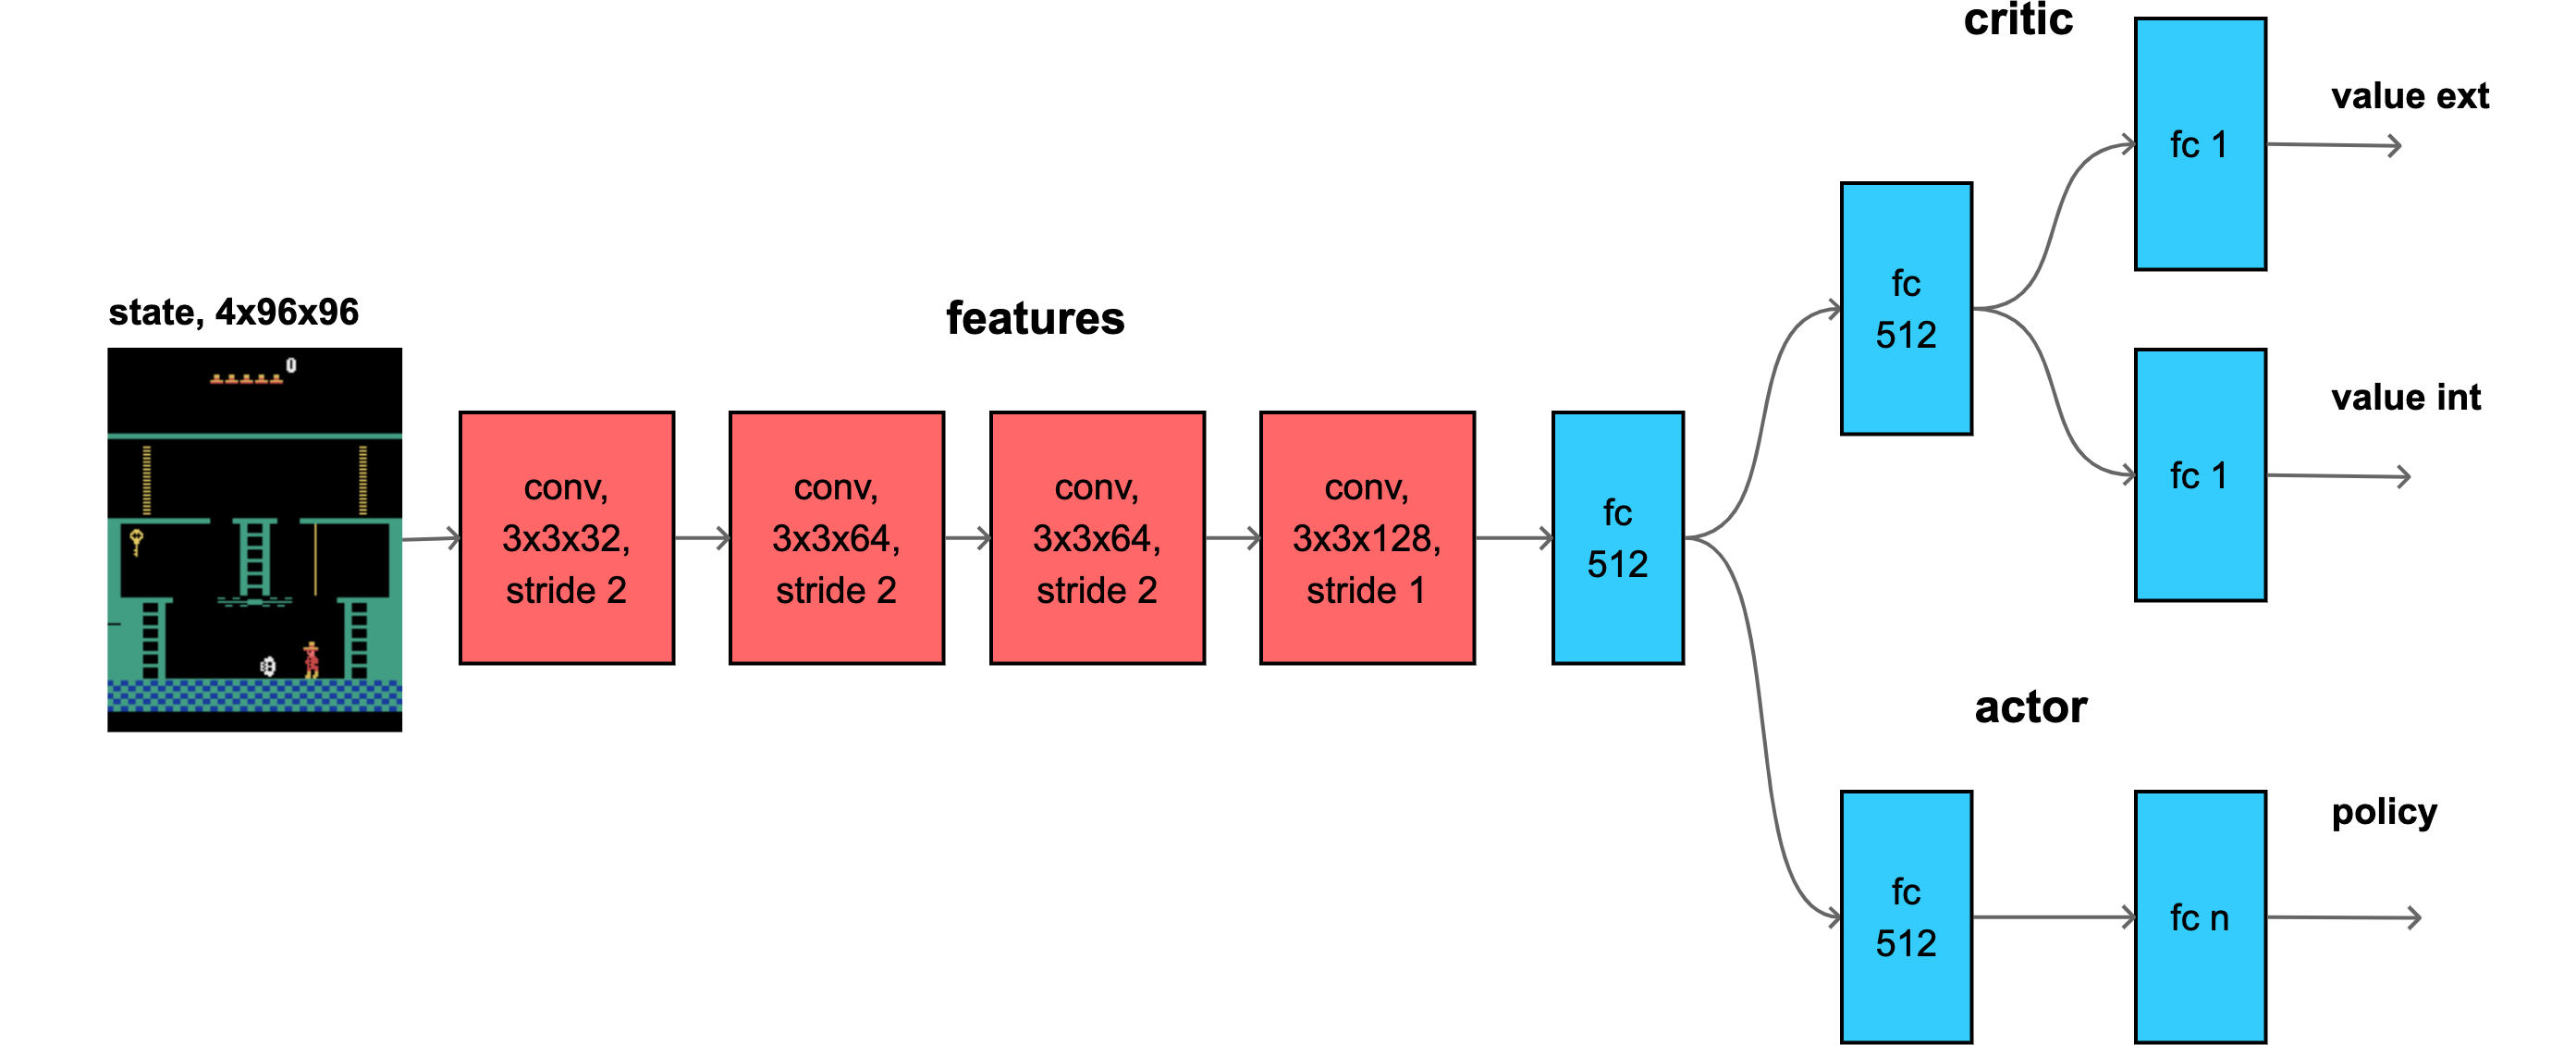 state, 4x96x96
0
features
conv,
3x3x32,
stride 2
conv,
3x3x64,
stride 2
conv,
3x3x64,
stride 2
conv,
3x3x128,
stride 1
fc
512
critic
fc
512
fc 1
value ext
fc 1
value int
actor
fc
512
fc n
policy